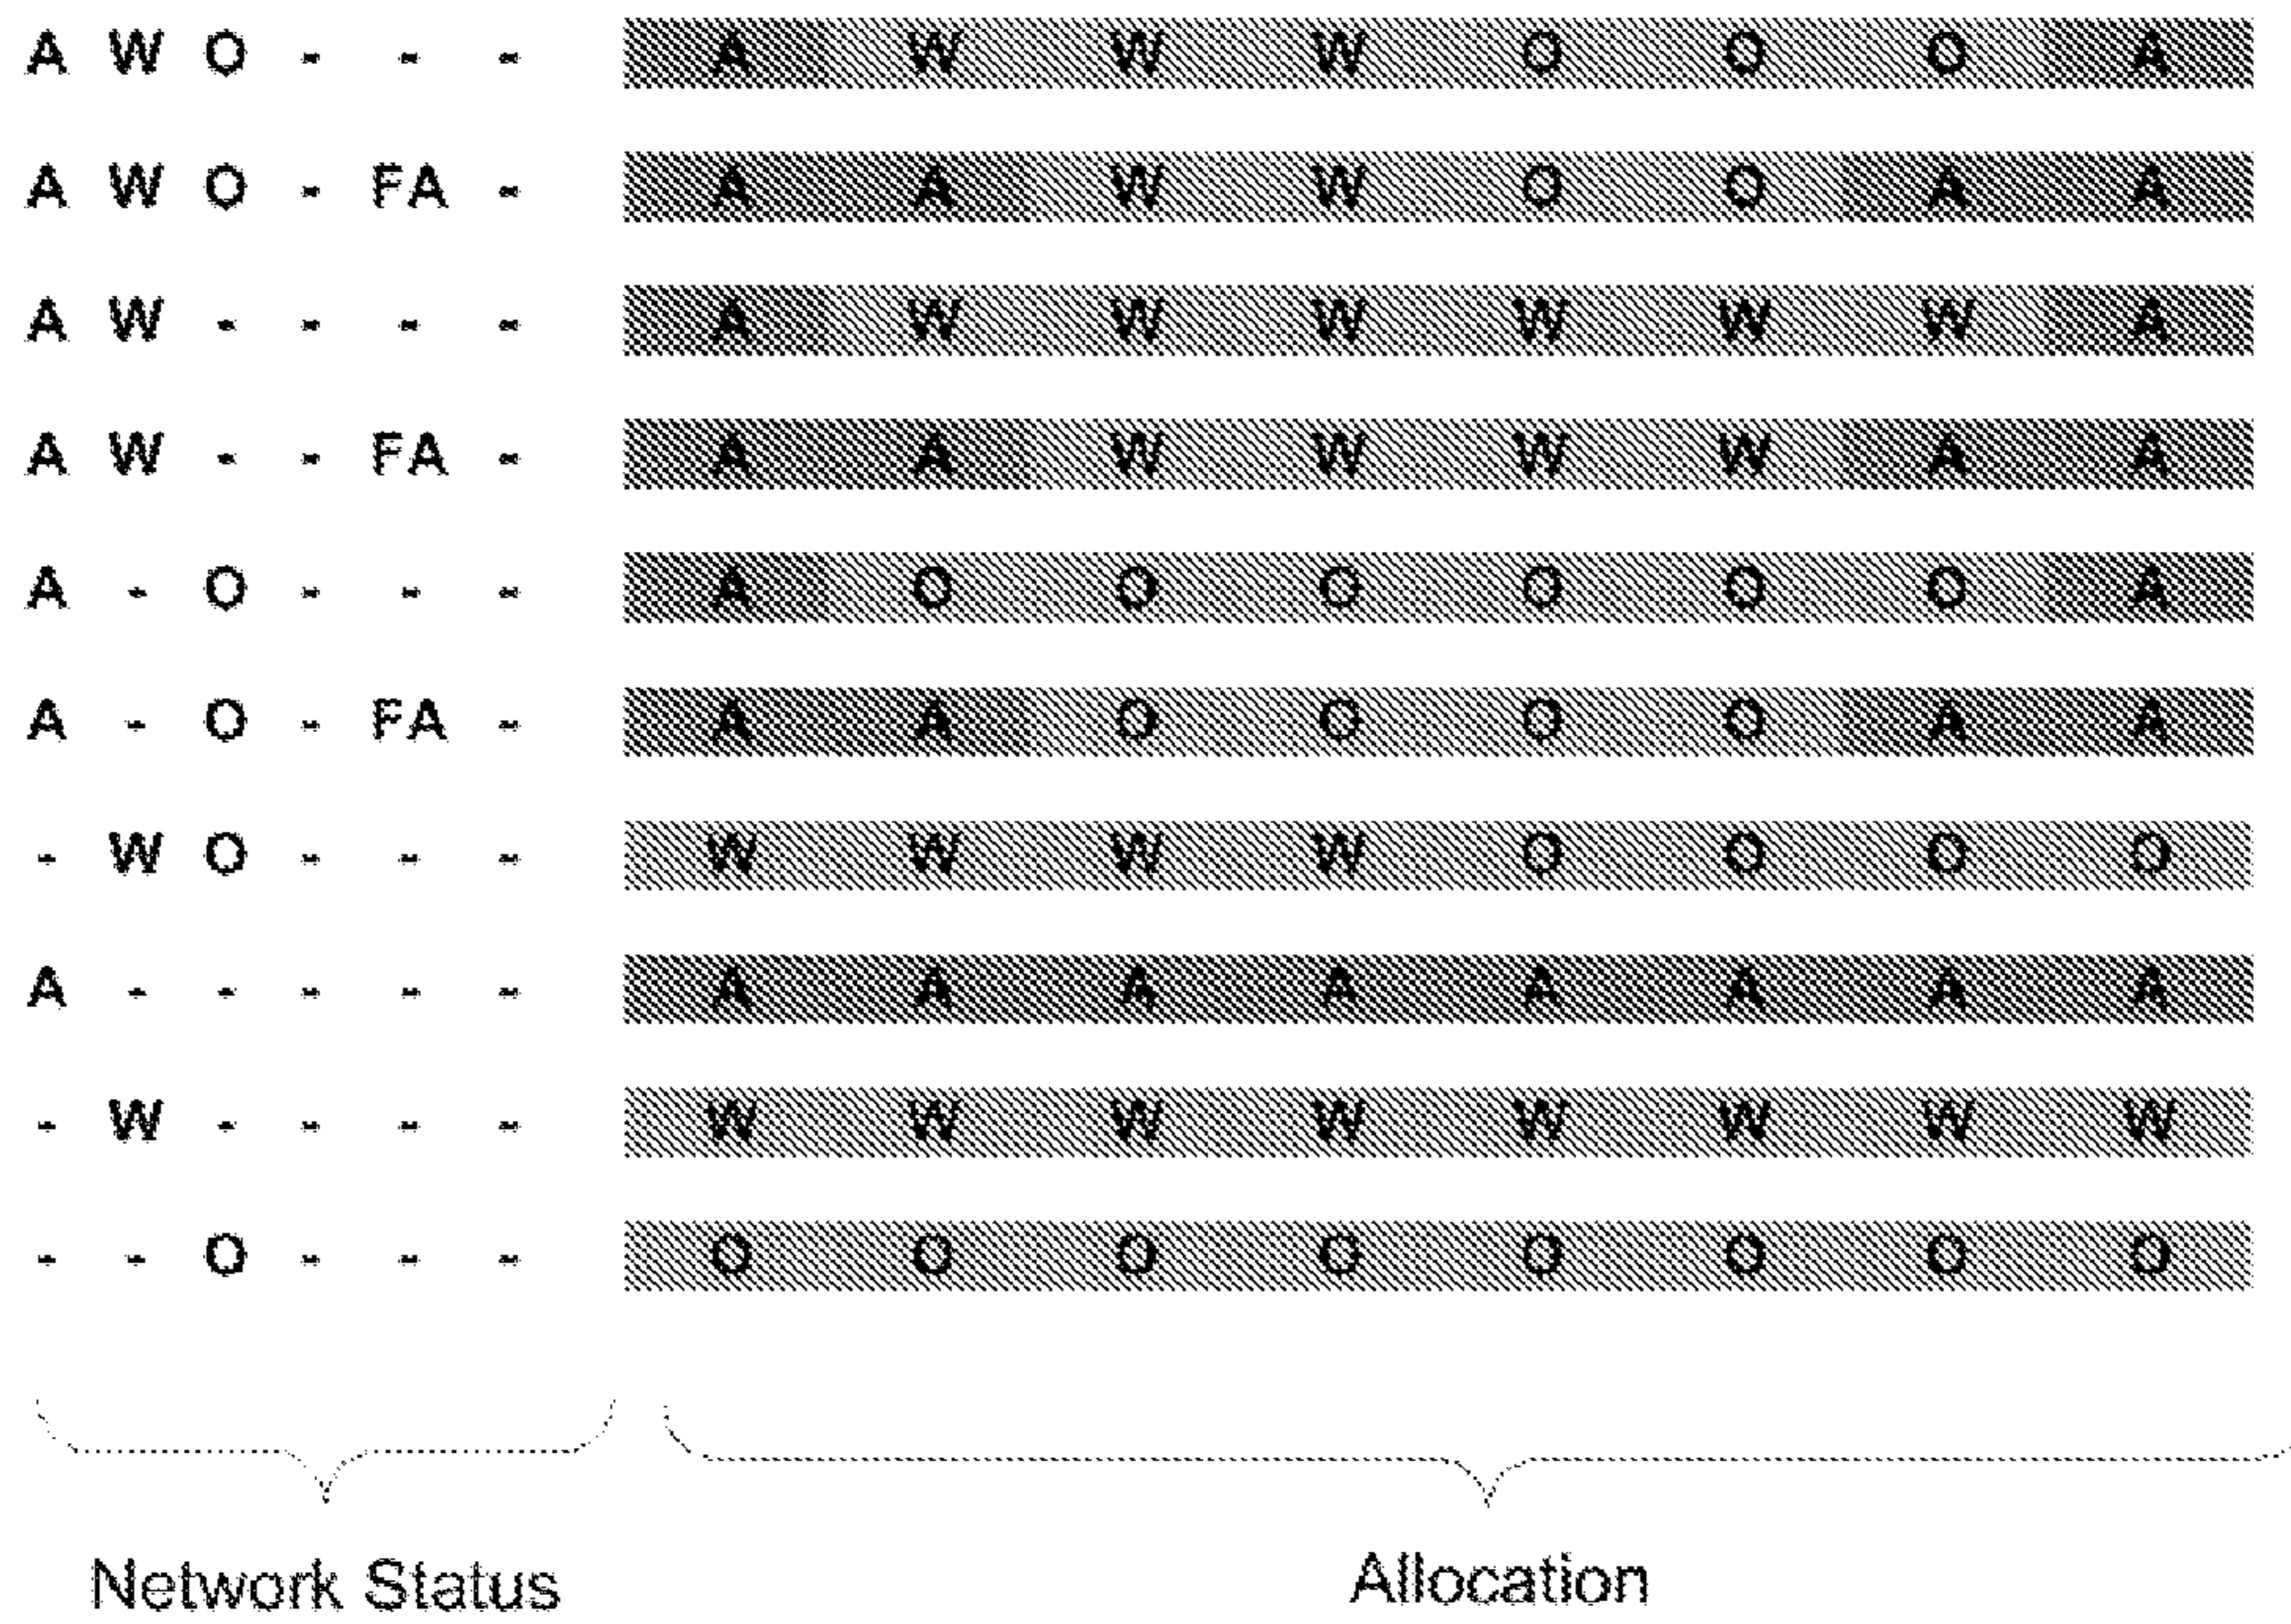 A W O - - - A W W W O O O A
A W O - FA - A A W W O O A A
A W - - - - A W W W W W W A
A W - - FA - A A W W W W A A
A - O - - - A O O O O O O A
A - O - FA - A A O O O O A A
- W O - - - W W W W O O O O
A - - - - - A A A A A A A A
- W - - - - W W W W W W W W
- - O - - - O O O O O O O O
Network Status Allocation